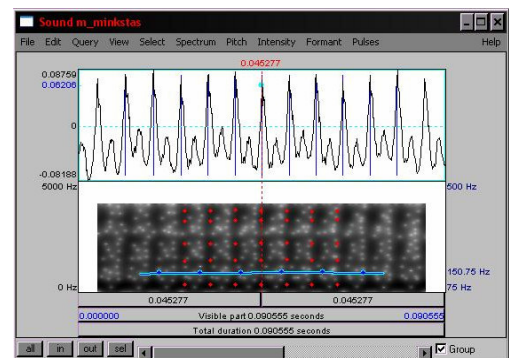 Sound m_minkstas
File Edit Query View Select Spectrum Pitch Intensity Formant Pulses Help
0.045277
0.08759
0.06206
0
-0.08188
5000 Hz
500 Hz
150.75 Hz
0 Hz
75 Hz
0.045277 0.045277
0.000000 Visible part 0.090555 seconds 0.090555
Total duration 0.090555 seconds
all in out sel Group